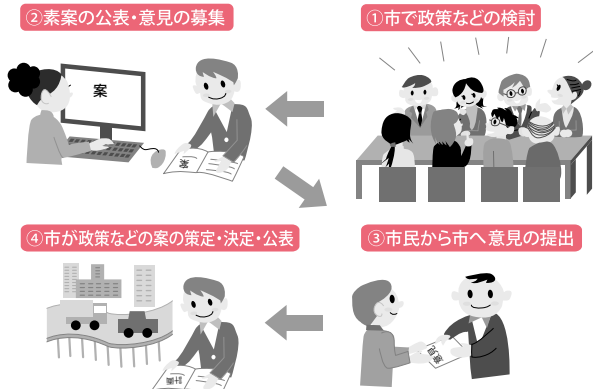 ②素案の公表・意見の募集
①市で政策などの検討
案
案
④市が政策などの案の策定・決定・公表
③市民から市へ意見の提出
意見
計画